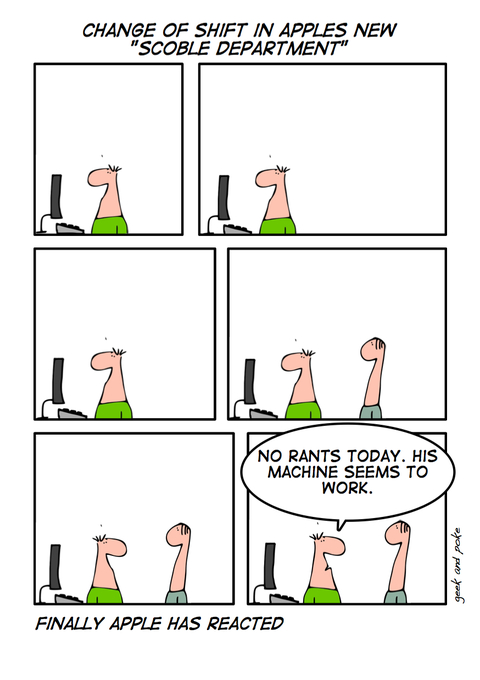 CHANGE OF SHIFT IN APPLES NEW
"SCOBLE DEPARTMENT"
NO RANTS TODAY. HIS
MACHINE SEEMS TO
WORK.
geek and poke
FINALLY APPLE HAS REACTED